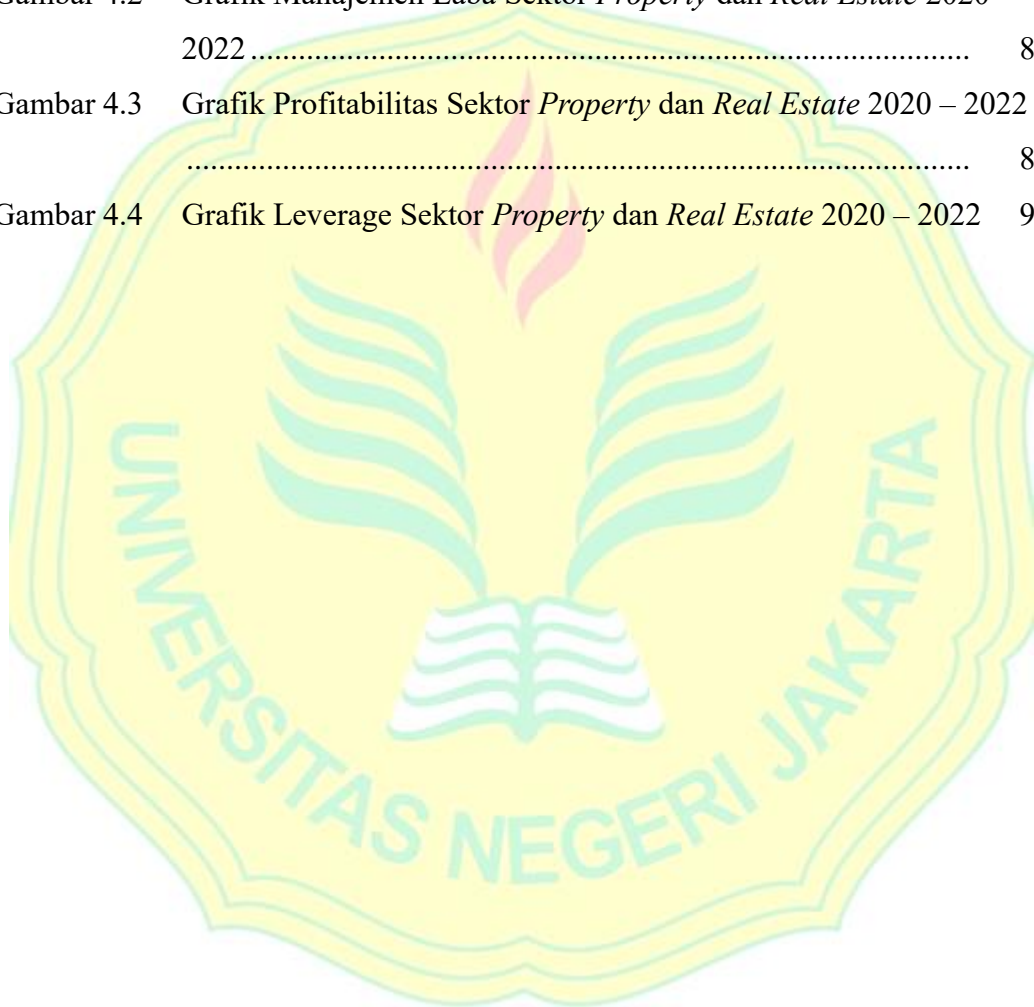 Gambar 4.2 Grafik Manajemen Laba Sektor Property dan Real Estate 2020
2022 ............................................................................ 8
Gambar 4.3 Grafik Profitabilitas Sektor Property dan Real Estate 2020 – 2022
................................................................................... 8
Gambar 4.4 Grafik Leverage Sektor Property dan Real Estate 2020 – 2022 9
UNIVERSITAS NEGERI JAKARTA